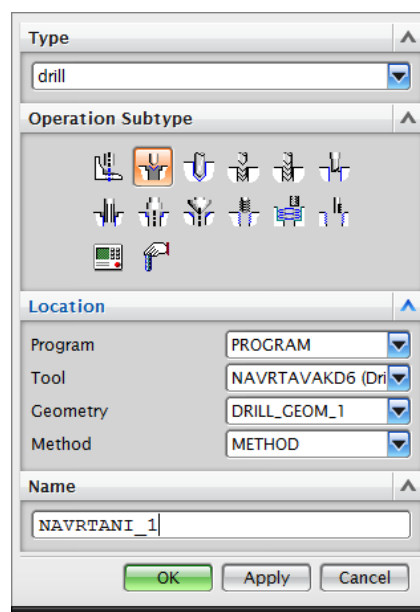 Type
drill
Operation Subtype
Location
Program PROGRAM
Tool NAVRTAVAKD6 (Dri
Geometry DRILL_GEOM_1
Method METHOD
Name
NAVRTANI_1
OK Apply Cancel